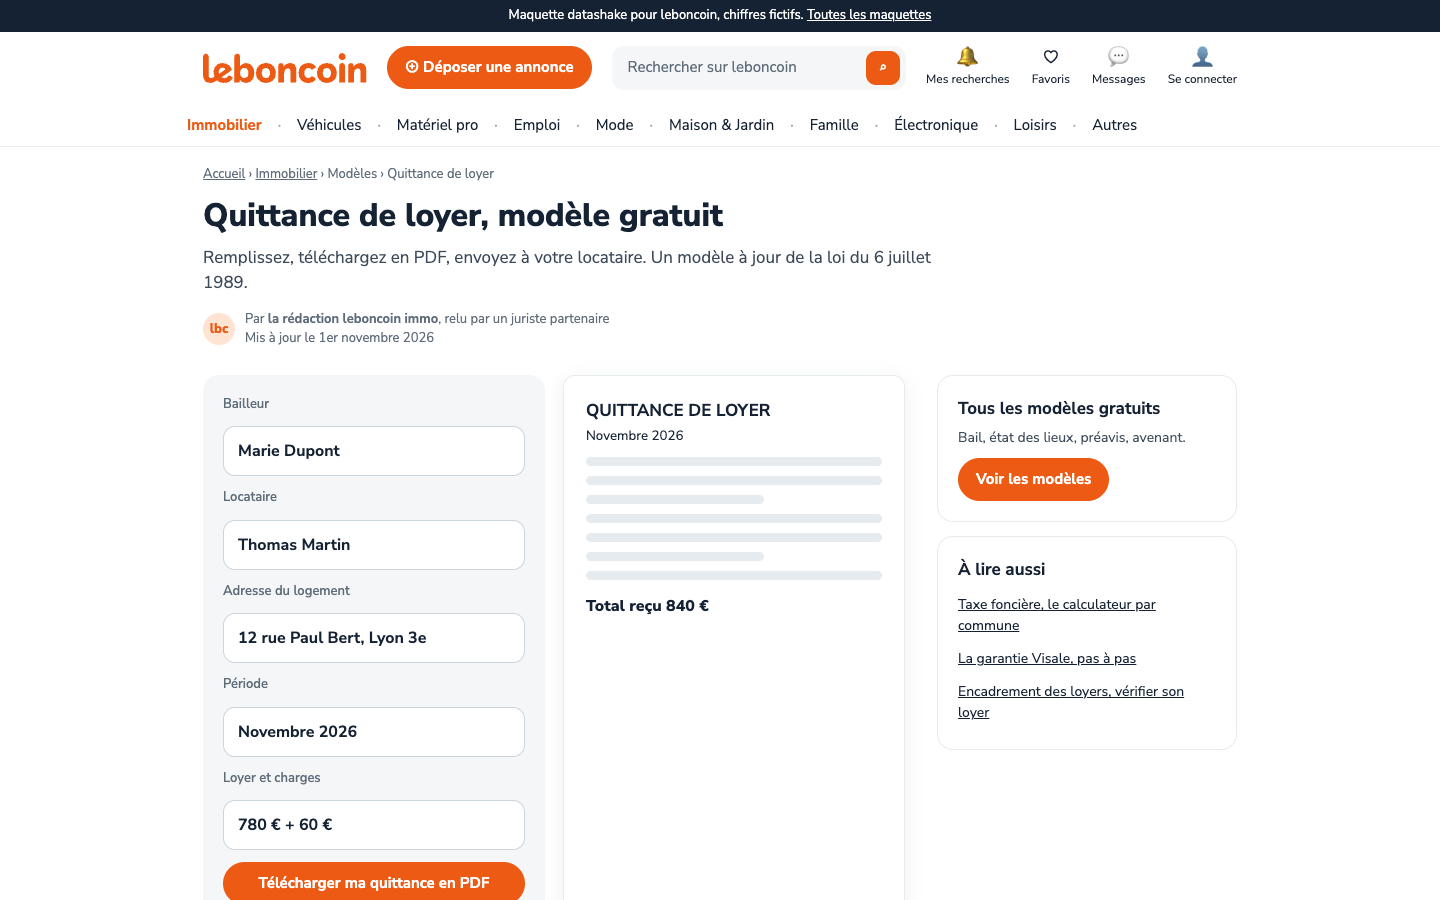 Maquette datashake pour leboncoin, chiffres fictifs. Toutes les maquettes
leboncoin
Déposer une annonce
Rechercher sur leboncoin
Mes recherches
Favoris
Messages
Se connecter
Immobilier · Véhicules · Matériel pro · Emploi · Mode · Maison & Jardin · Famille · Électronique · Loisirs · Autres
Accueil › Immobilier › Modèles › Quittance de loyer
Quittance de loyer, modèle gratuit
Remplissez, téléchargez en PDF, envoyez à votre locataire. Un modèle à jour de la loi du 6 juillet
1989.
lbc
Par la rédaction leboncoin immo, relu par un juriste partenaire
Mis à jour le 1er novembre 2026
Bailleur
Marie Dupont
Locataire
Thomas Martin
Adresse du logement
12 rue Paul Bert, Lyon 3e
Période
Novembre 2026
Loyer et charges
780 € + 60 €
Télécharger ma quittance en PDF
QUITTANCE DE LOYER
Novembre 2026
Total reçu 840 €
Tous les modèles gratuits
Bail, état des lieux, préavis, avenant.
Voir les modèles
À lire aussi
Taxe foncière, le calculateur par
commune
La garantie Visale, pas à pas
Encadrement des loyers, vérifier son
loyer